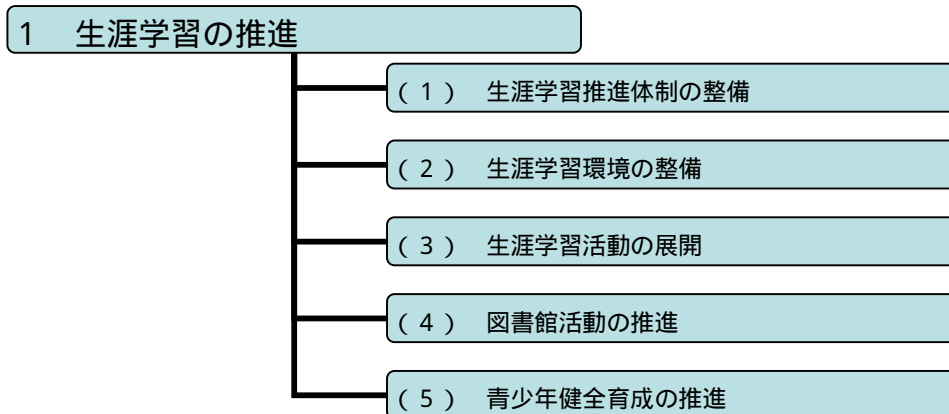 1　生涯学習の推進
(1)　生涯学習推進体制の整備
(2)　生涯学習環境の整備
(3)　生涯学習活動の展開
(4)　図書館活動の推進
(5)　青少年健全育成の推進